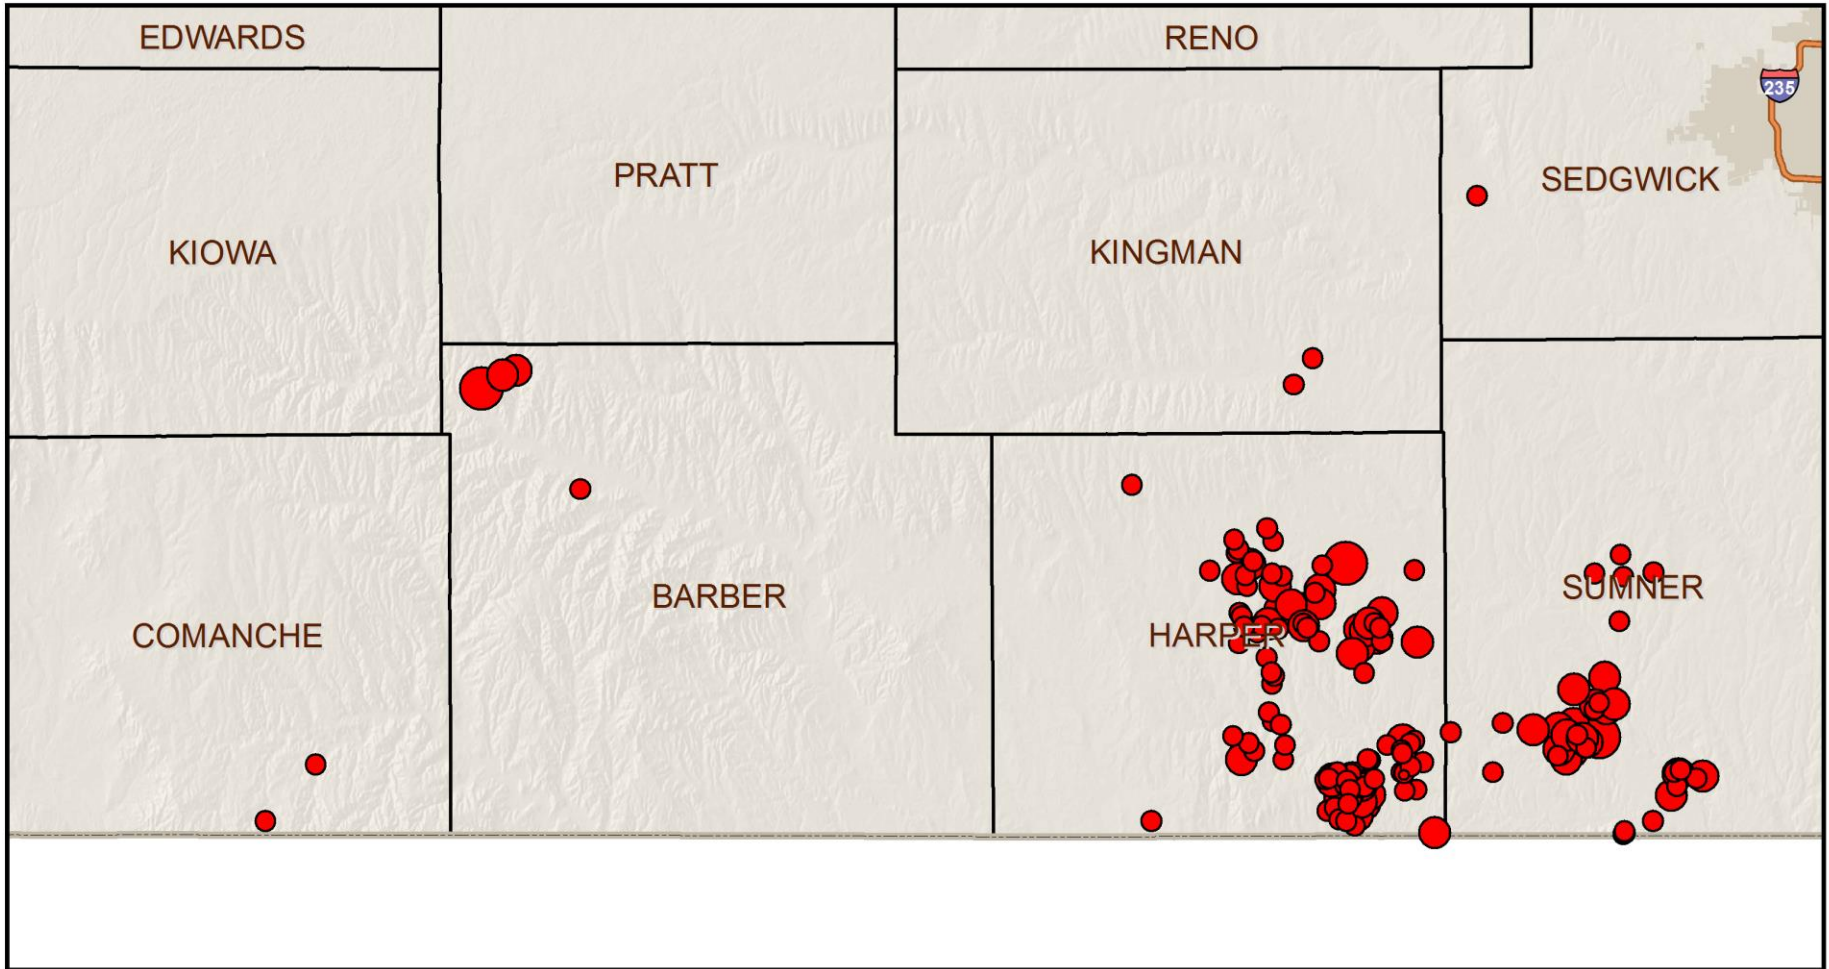 EDWARDS
RENO
235
PRATT
SEDGWICK
KIOWA
KINGMAN
SUMNER
BARBER
COMANCHE
HARPER